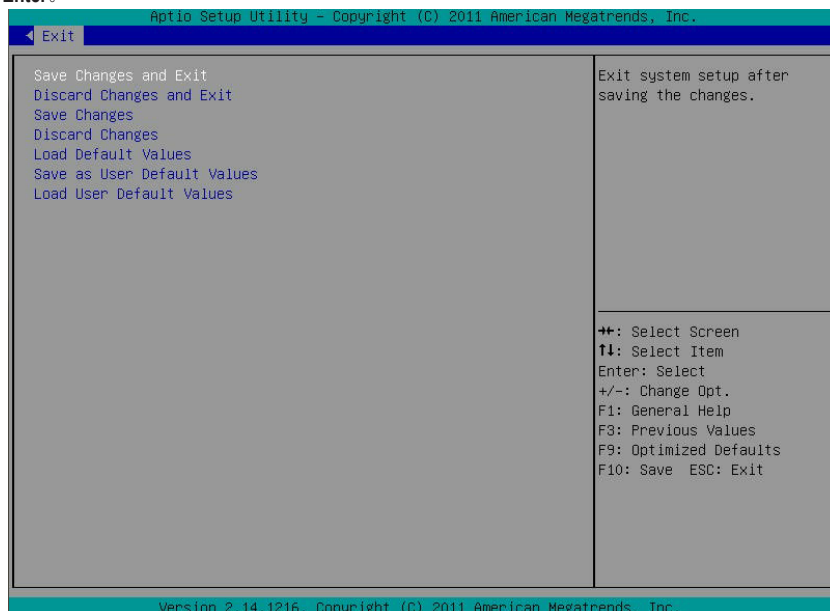 Enter。
Aptio Setup Utility – Copyright (C) 2011 American Megatrends, Inc.
Exit
Save Changes and Exit
Discard Changes and Exit
Save Changes
Discard Changes
Load Default Values
Save as User Default Values
Load User Default Values
Exit system setup after
saving the changes.
→←: Select Screen
↑↓: Select Item
Enter: Select
+/-: Change Opt.
F1: General Help
F3: Previous Values
F9: Optimized Defaults
F10: Save ESC: Exit
Version 2.14.1216. Copyright (C) 2011 American Megatrends, Inc.